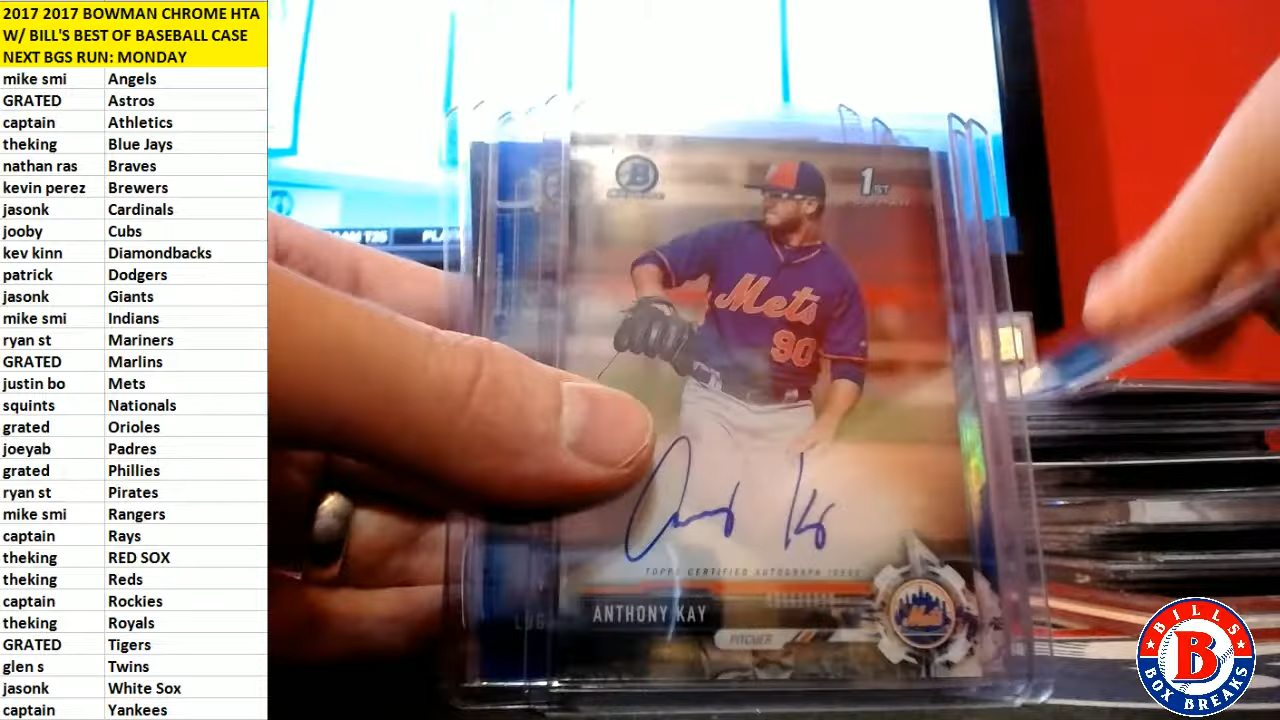 2017 2017 BOWMAN CHROME HTA
W/ BILL'S BEST OF BASEBALL CASE
NEXT BGS RUN: MONDAY
mike smi Angels
GRATED Astros
captain Athletics
theking Blue Jays
nathan ras Braves
kevin perez Brewers
jasonk Cardinals
jooby Cubs
kev kinn Diamondbacks
patrick Dodgers
jasonk Giants
mike smi Indians
ryan st Mariners
GRATED Marlins
justin bo Mets
squints Nationals
grated Orioles
joeyab Padres
grated Phillies
ryan st Pirates
mike smi Rangers
captain Rays
theking RED SOX
theking Reds
captain Rockies
theking Royals
GRATED Tigers
glen s Twins
jasonk White Sox
captain Yankees
B
1ST
Mets
90
TOPPS CERTIFIED AUTOGRAPH ISSUE
ANTHONY KAY
PITCHER
Mets
BILLS
B
BOX BREAKS